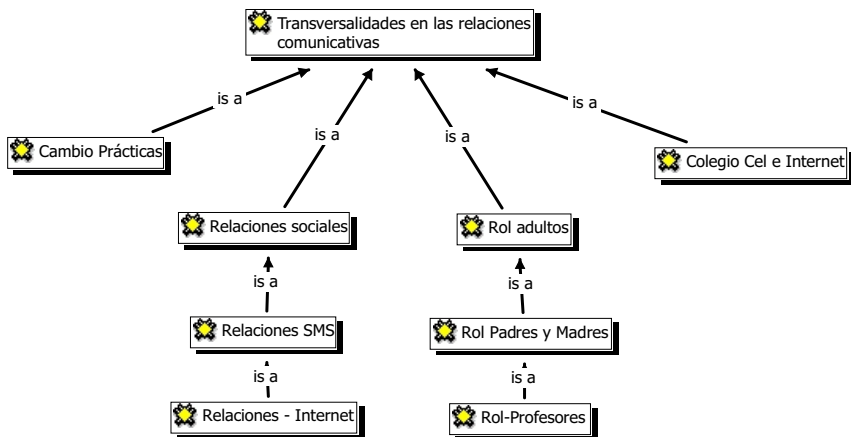 Transversalidades en las relaciones
comunicativas
is a
is a
is a
is a
Cambio Prácticas
Colegio Cel e Internet
Relaciones sociales
Rol adultos
is a
is a
Relaciones SMS
Rol Padres y Madres
is a
is a
Relaciones - Internet
Rol-Profesores